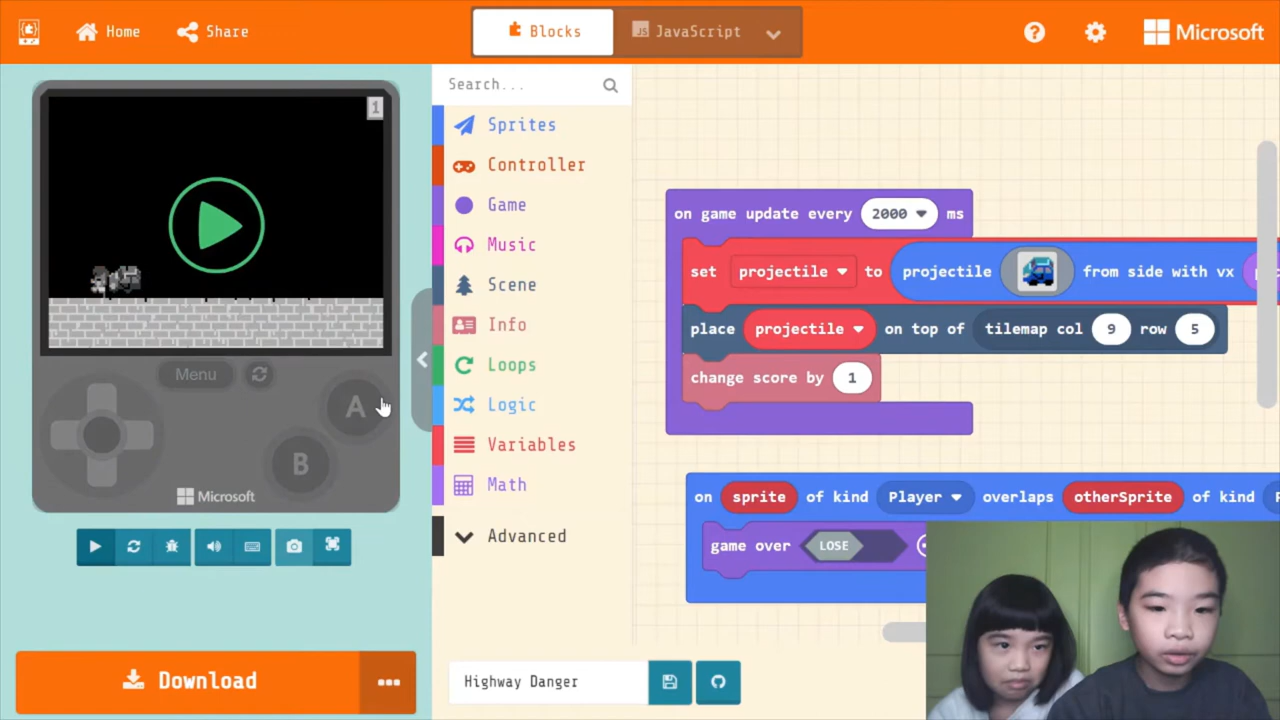 Home
Share
Blocks
JS
JavaScript
?
Microsoft
1
Search...
Sprites
Controller
Game
Music
Scene
Info
Loops
Logic
Variables
Math
Advanced
Menu
A
B
Microsoft
Download
on game update every 2000 ms
set projectile to projectile from side with vx
place projectile on top of tilemap col 9 row 5
change score by 1
on sprite of kind Player overlaps otherSprite of kind
game over LOSE
Highway Danger